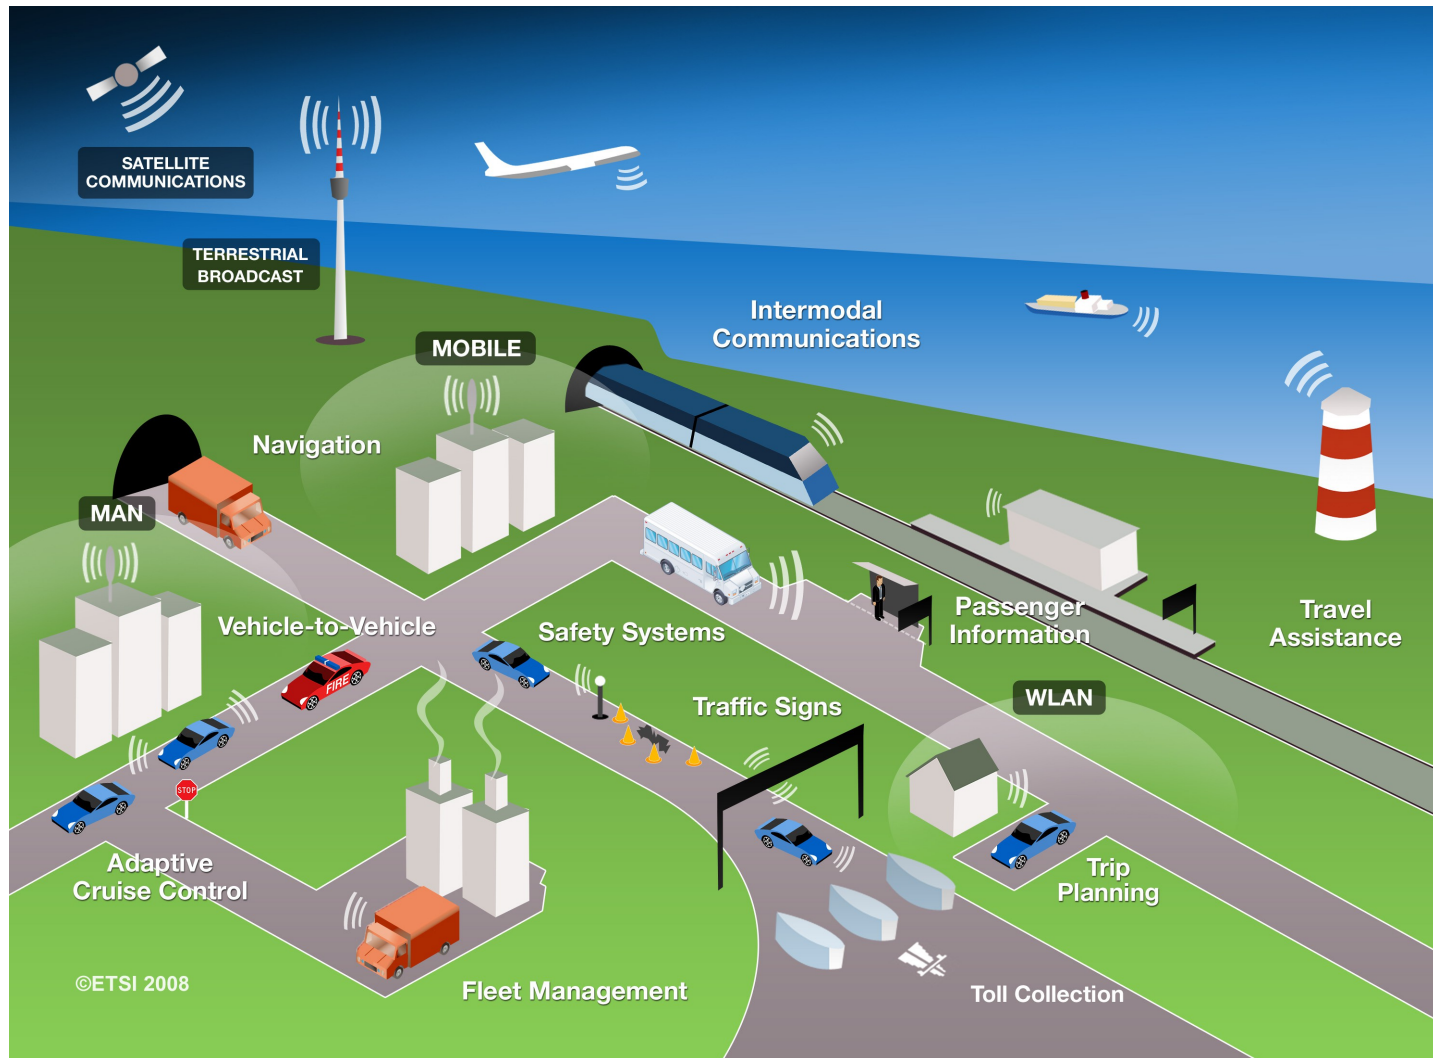 SATELLITE
COMMUNICATIONS
TERRESTRIAL
BROADCAST
Intermodal
Communications
MOBILE
Navigation
MAN
Vehicle-to-Vehicle
Safety Systems
Passenger
Information
Travel
Assistance
FIRE
WLAN
Traffic Signs
STOP
Adaptive
Cruise Control
Trip
Planning
©ETSI 2008
Fleet Management
Toll Collection